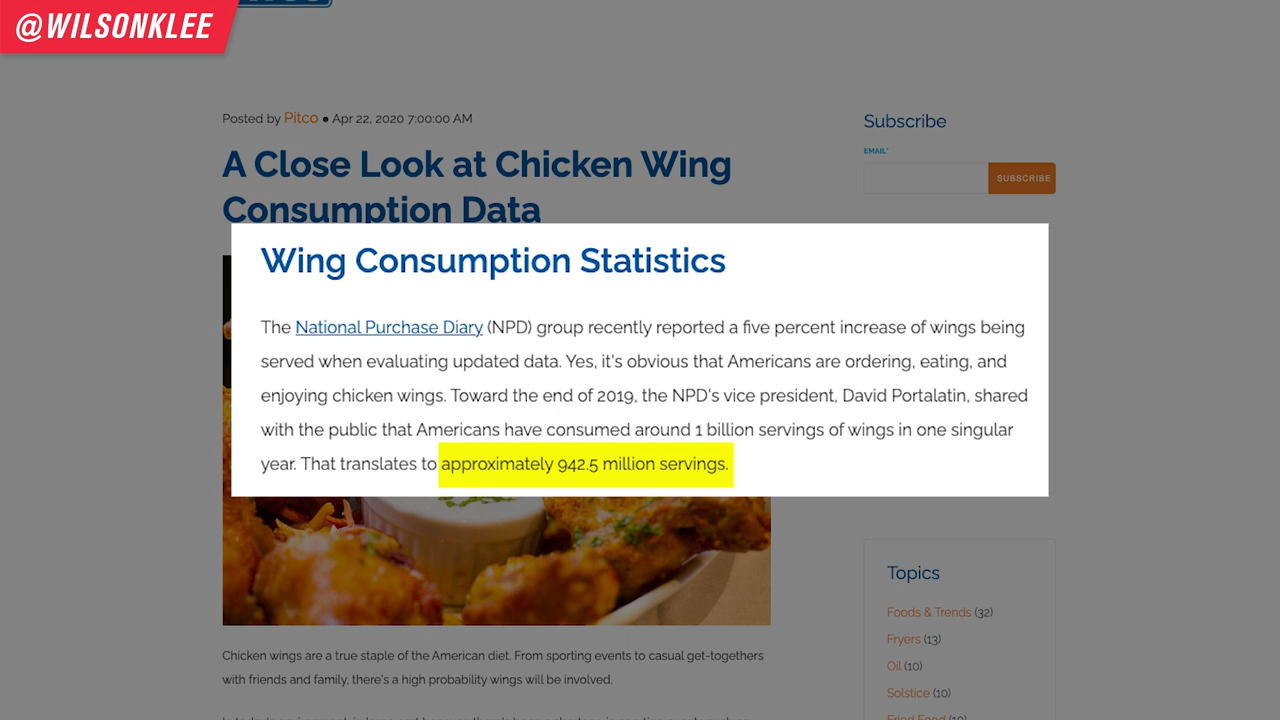 @WILSONKLEE
Posted by Pitco ● Apr 22, 2020 7:00:00 AM
A Close Look at Chicken Wing
Consumption Data
Subscribe
EMAIL*
SUBSCRIBE
Wing Consumption Statistics
The National Purchase Diary (NPD) group recently reported a five percent increase of wings being
served when evaluating updated data. Yes, it's obvious that Americans are ordering, eating, and
enjoying chicken wings. Toward the end of 2019, the NPD's vice president, David Portalatin, shared
with the public that Americans have consumed around 1 billion servings of wings in one singular
year. That translates to approximately 942.5 million servings.
Chicken wings are a true staple of the American diet. From sporting events to casual get-togethers
with friends and family, there's a high probability wings will be involved.
Topics
Foods & Trends (32)
Fryers (13)
Oil (10)
Solstice (10)
Fried Food (10)